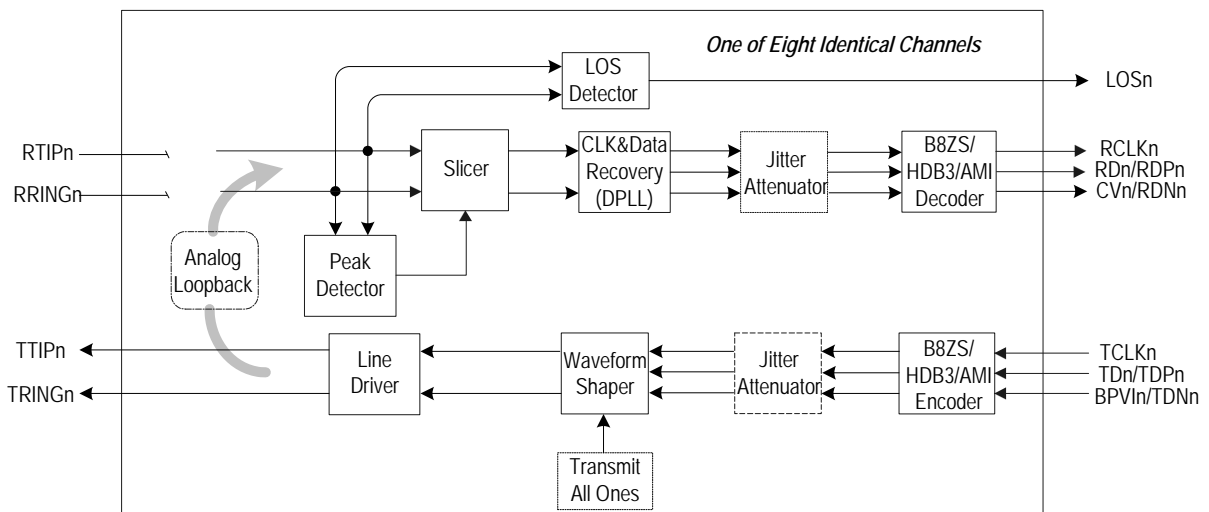 One of Eight Identical Channels
LOS
Detector
LOSn
RTIPn
RRINGn
Slicer
CLK&Data
Recovery
(DPLL)
Jitter
Attenuator
B8ZS/
HDB3/AMI
Decoder
RCLKn
RDn/RDPn
CVn/RDNn
Analog
Loopback
Peak
Detector
TTIPn
TRINGn
Line
Driver
Waveform
Shaper
Jitter
Attenuator
B8ZS/
HDB3/AMI
Encoder
TCLKn
TDn/TDPn
BPVIn/TDNn
Transmit
All Ones